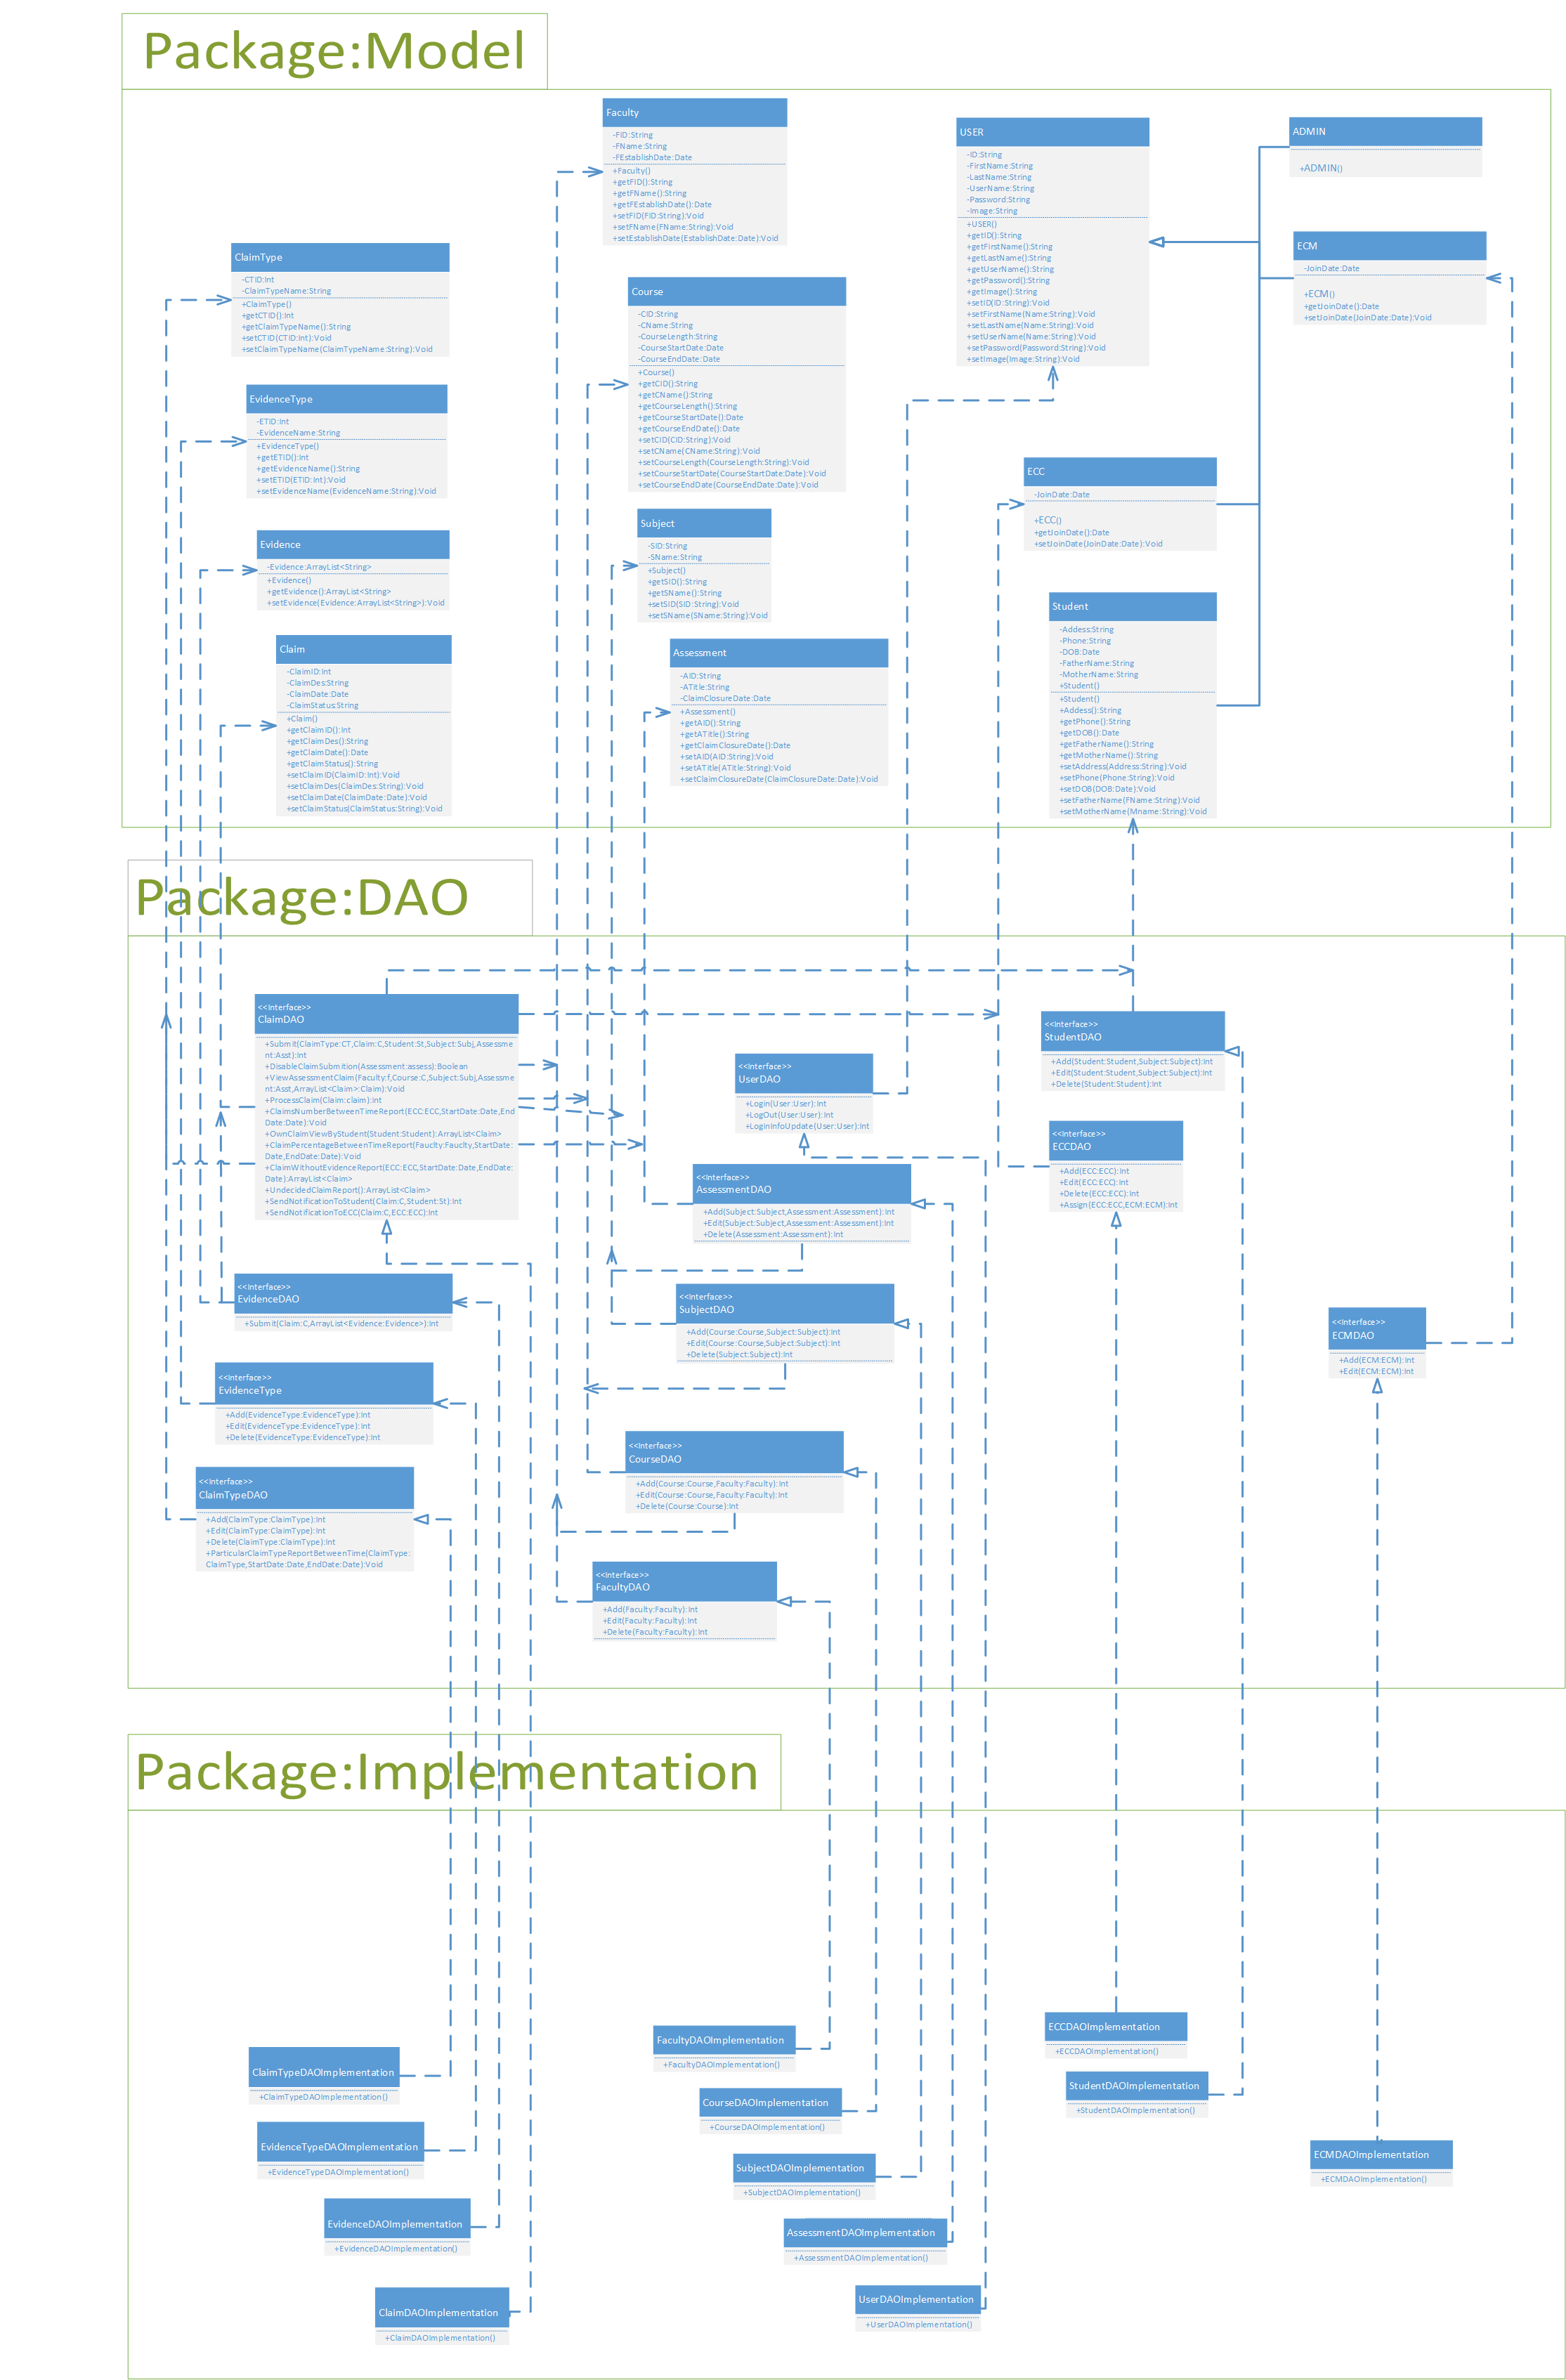 Package:Model
Faculty
-FID:String
-FName:String
-FEstablishDate:Date
+Faculty()
+getFID():String
+getFName():String
+getFEstablishDate():Date
+setFID(FID:String):Void
+setFName(FName:String):Void
+setEstablishDate(EstablishDate:Date):Void
USER
-ID:String
-FirstName:String
-LastName:String
-UserName:String
-Password:String
-Image:String
+USER()
+getID():String
+getFirstName():String
+getLastName():String
+getUserName():String
+getPassword():String
+getImage():String
+setID(ID:String):Void
+setFirstName(Name:String):Void
+setLastName(Name:String):Void
+setUserName(Name:String):Void
+setPassword(Password:String):Void
+setImage(Image:String):Void
ADMIN
+ADMIN()
ECM
-JoinDate:Date
+ECM()
+getJoinDate():Date
+setJoinDate(JoinDate:Date):Void
ClaimType
-CTID:Int
-ClaimTypeName:String
+ClaimType()
+getCTID():Int
+getClaimTypeName():String
+setCTID(CTID:Int):Void
+setClaimTypeName(ClaimTypeName:String):Void
Course
-CID:String
-CName:String
-CourseLength:String
-CourseStartDate:Date
-CourseEndDate:Date
+Course()
+getCID():String
+getCName():String
+getCourseLength():String
+getCourseStartDate():Date
+getCourseEndDate():Date
+setCID(CID:String):Void
+setCName(CName:String):Void
+setCourseLength(CourseLength:String):Void
+setCourseStartDate(CourseStartDate:Date):Void
+setCourseEndDate(CourseEndDate:Date):Void
EvidenceType
-ETID:Int
-EvidenceName:String
+EvidenceType()
+getETID():Int
+getEvidenceName():String
+setETID(ETID:Int):Void
+setEvidenceName(EvidenceName:String):Void
ECC
-JoinDate:Date
+ECC()
+getJoinDate():Date
+setJoinDate(JoinDate:Date):Void
Evidence
-Evidence:ArrayList<String>
+Evidence()
+getEvidence():ArrayList<String>
+setEvidence(Evidence:ArrayList<String>):Void
Subject
-SID:String
-SName:String
+Subject()
+getSID():String
+getSName():String
+setSID(SID:String):Void
+setSName(SName:String):Void
Student
-Addess:String
-Phone:String
-DOB:Date
-FatherName:String
-MotherName:String
+Student()
+Student()
+Addess():String
+getPhone():String
+getDOB():Date
+getFatherName():String
+getMotherName():String
+setAddress(Address:String):Void
+setPhone(Phone:String):Void
+setDOB(DOB:Date):Void
+setFatherName(FName:String):Void
+setMotherName(Mname:String):Void
Claim
-ClaimID:Int
-ClaimDes:String
-ClaimDate:Date
-ClaimStatus:String
+Claim()
+getClaimID():Int
+getClaimDes():String
+getClaimDate():Date
+getClaimStatus():String
+setClaimID(ClaimID:Int):Void
+setClaimDes(ClaimDes:String):Void
+setClaimDate(ClaimDate:Date):Void
+setClaimStatus(ClaimStatus:String):Void
Assessment
-AID:String
-ATitle:String
-ClaimClosureDate:Date
+Assessment()
+getAID():String
+getATitle():String
+getClaimClosureDate():Date
+setAID(AID:String):Void
+setATitle(ATitle:String):Void
+setClaimClosureDate(ClaimClosureDate:Date):Void
Package:DAO
<<Interface>>
ClaimDAO
+Submit(ClaimType:CT,Claim:C,Student:St,Subject:Subj,Assessme
nt:Asst):Int
+DisableClaimSubmition(Assessment:assess):Boolean
+ViewAssessmentClaim(Faculty:f,Course:C,Subject:Subj,Assessme
nt:Asst,ArrayList<Claim>:Claim):Void
+ProcessClaim(Claim:claim):Int
+ClaimsNumberBetweenTimeReport(ECC:ECC,StartDate:Date,End
Date:Date):Void
+OwnClaimViewByStudent(Student:Student):ArrayList<Claim>
+ClaimPercentageBetweenTimeReport(Fauclty:Fauclty,StartDate:
Date,EndDate:Date):Void
+ClaimWithoutEvidenceReport(ECC:ECC,StartDate:Date,EndDate:
Date):ArrayList<Claim>
+UndecidedClaimReport():ArrayList<Claim>
+SendNotificationToStudent(Claim:C,Student:St):Int
+SendNotificationToECC(Claim:C,ECC:ECC):Int
<<Interface>>
StudentDAO
+Add(Student:Student,Subject:Subject):Int
+Edit(Student:Student,Subject:Subject):Int
+Delete(Student:Student):Int
<<Interface>>
UserDAO
+Login(User:User):Int
+LogOut(User:User):Int
+LoginInfoUpdate(User:User):Int
<<Interface>>
ECCDAO
+Add(ECC:ECC):Int
+Edit(ECC:ECC):Int
+Delete(ECC:ECC):Int
+Assign(ECC:ECC,ECM:ECM):Int
<<Interface>>
AssessmentDAO
+Add(Subject:Subject,Assessment:Assessment):Int
+Edit(Subject:Subject,Assessment:Assessment):Int
+Delete(Assessment:Assessment):Int
<<Interface>>
EvidenceDAO
+Submit(Claim:C,ArrayList<Evidence:Evidence>):Int
<<Interface>>
SubjectDAO
+Add(Course:Course,Subject:Subject):Int
+Edit(Course:Course,Subject:Subject):Int
+Delete(Subject:Subject):Int
<<Interface>>
ECMDAO
+Add(ECM:ECM):Int
+Edit(ECM:ECM):Int
<<Interface>>
EvidenceType
+Add(EvidenceType:EvidenceType):Int
+Edit(EvidenceType:EvidenceType):Int
+Delete(EvidenceType:EvidenceType):Int
<<Interface>>
CourseDAO
+Add(Course:Course,Faculty:Faculty):Int
+Edit(Course:Course,Faculty:Faculty):Int
+Delete(Course:Course):Int
<<Interface>>
ClaimTypeDAO
+Add(ClaimType:ClaimType):Int
+Edit(ClaimType:ClaimType):Int
+Delete(ClaimType:ClaimType):Int
+ParticularClaimTypeReportBetweenTime(ClaimType:
ClaimType,StartDate:Date,EndDate:Date):Void
<<Interface>>
FacultyDAO
+Add(Faculty:Faculty):Int
+Edit(Faculty:Faculty):Int
+Delete(Faculty:Faculty):Int
Package:Implementation
ECCDAOImplementation
+ECCDAOImplementation()
FacultyDAOImplementation
+FacultyDAOImplementation()
ClaimTypeDAOImplementation
+ClaimTypeDAOImplementation()
StudentDAOImplementation
+StudentDAOImplementation()
CourseDAOImplementation
+CourseDAOImplementation()
EvidenceTypeDAOImplementation
+EvidenceTypeDAOImplementation()
ECMDAOImplementation
+ECMDAOImplementation()
SubjectDAOImplementation
+SubjectDAOImplementation()
EvidenceDAOImplementation
+EvidenceDAOImplementation()
AssessmentDAOImplementation
+AssessmentDAOImplementation()
UserDAOImplementation
+UserDAOImplementation()
ClaimDAOImplementation
+ClaimDAOImplementation()